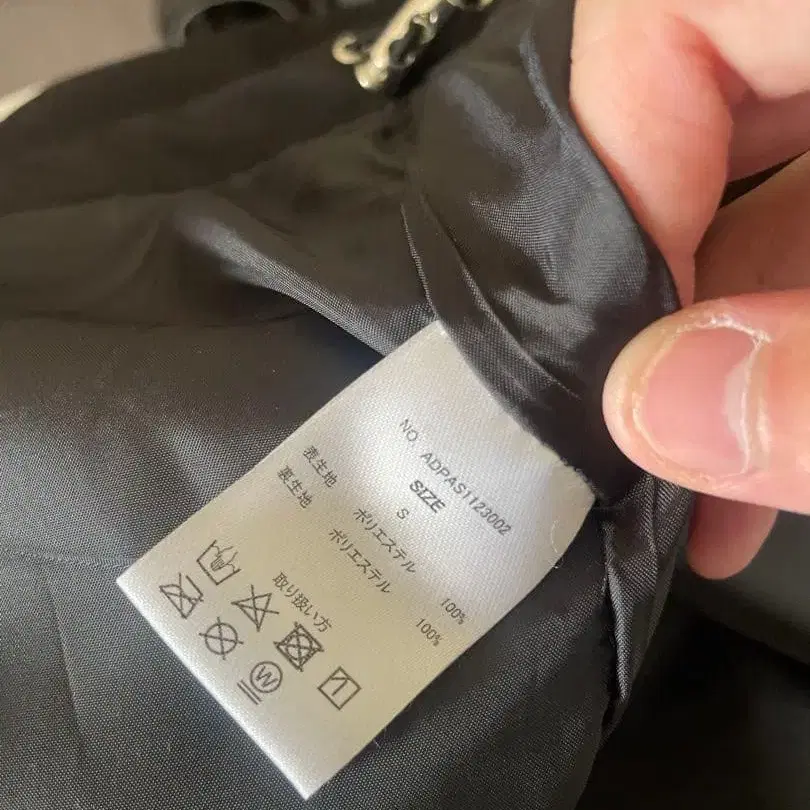 NO. ADPAS1123002
SIZE
S
表生地 ポリエステル 100%
裏生地 ポリエステル 100%
取り扱い方
W